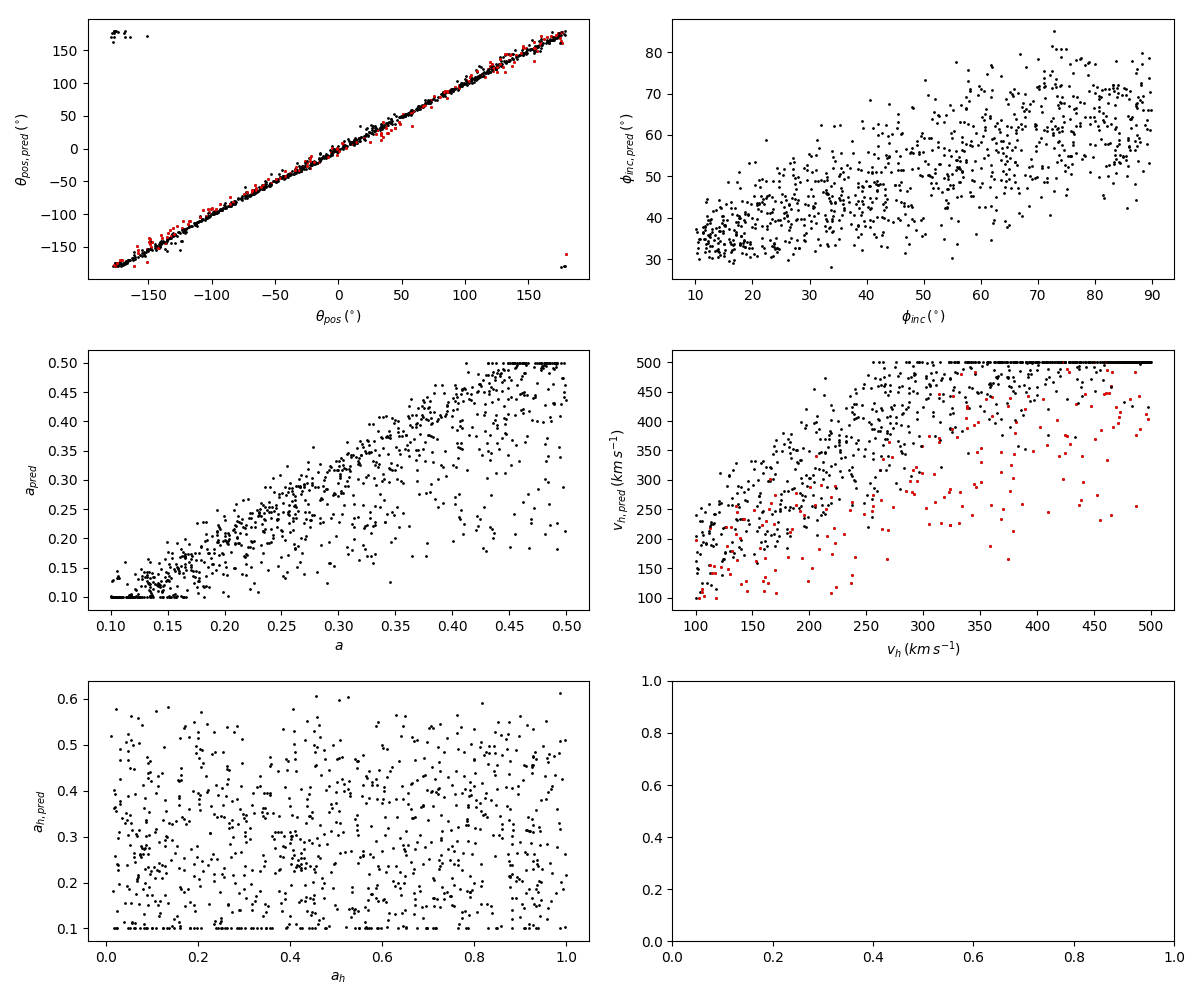 150
100
50
0
−50
−100
−150
θpos, pred (°)
−150 −100 −50 0 50 100 150
θpos (°)
80
70
60
50
40
30
ϕinc, pred (°)
10 20 30 40 50 60 70 80 90
ϕinc (°)
0.50
0.45
0.40
0.35
0.30
0.25
0.20
0.15
0.10
apred
0.10 0.15 0.20 0.25 0.30 0.35 0.40 0.45 0.50
a
500
450
400
350
300
250
200
150
100
vh, pred (km s⁻¹)
100 150 200 250 300 350 400 450 500
vh (km s⁻¹)
0.6
0.5
0.4
0.3
0.2
0.1
ah, pred
0.0 0.2 0.4 0.6 0.8 1.0
ah
1.0
0.8
0.6
0.4
0.2
0.0
0.0 0.2 0.4 0.6 0.8 1.0